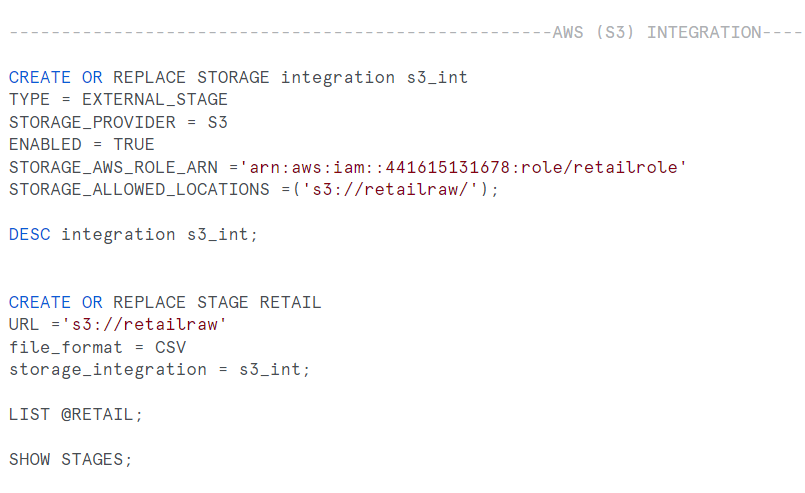 ----------------------------------------------------AWS (S3) INTEGRATION----
CREATE OR REPLACE STORAGE integration s3_int
TYPE = EXTERNAL_STAGE
STORAGE_PROVIDER = S3
ENABLED = TRUE
STORAGE_AWS_ROLE_ARN ='arn:aws:iam::441615131678:role/retailrole'
STORAGE_ALLOWED_LOCATIONS =('s3://retailraw/');
DESC integration s3_int;
CREATE OR REPLACE STAGE RETAIL
URL ='s3://retailraw'
file_format = CSV
storage_integration = s3_int;
LIST @RETAIL;
SHOW STAGES;